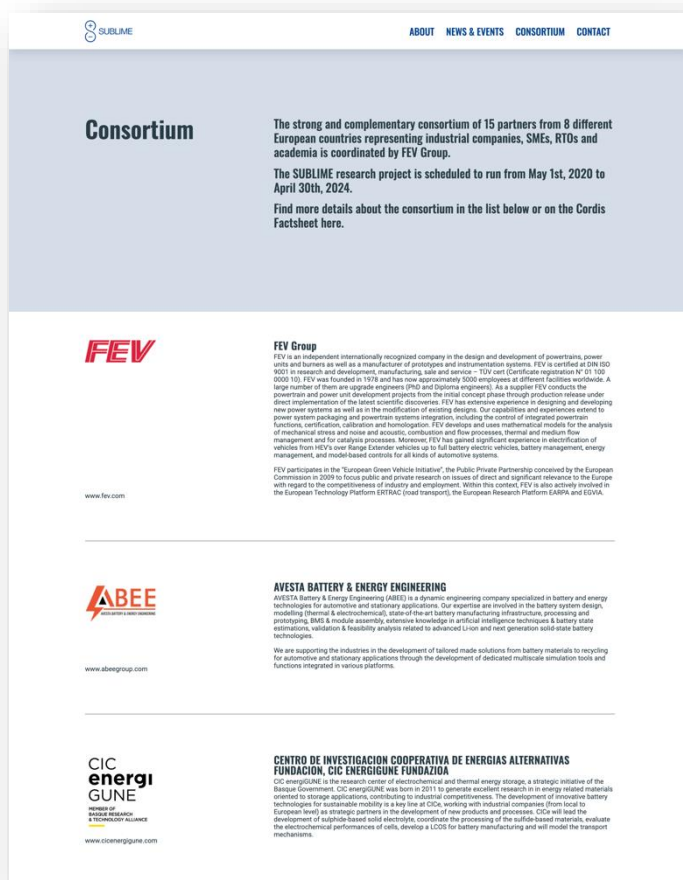 SUBLIME
ABOUT NEWS & EVENTS CONSORTIUM CONTACT
Consortium
The strong and complementary consortium of 15 partners from 8 different
European countries representing industrial companies, SMEs, RTOs and
academia is coordinated by FEV Group.
The SUBLIME research project is scheduled to run from May 1st, 2020 to
April 30th, 2024.
Find more details about the consortium in the list below or on the Cordis
Factsheet here.
FEV
FEV Group
FEV is an independent internationally recognized company in the design and development of powertrains, power
units and burners as well as a manufacturer of prototypes and instrumentation systems. FEV is certified at DIN ISO
9001 in research and development, manufacturing, sale and service – TÜV cert (Certificate registration N° 01 100
0000 10). FEV was founded in 1978 and has now approximately 5000 employees at different facilities worldwide. A
large number of them are upgrade engineers (PhD and Diploma engineers). As a supplier FEV conducts the
powertrain and power unit development projects from the initial concept phase through production release under
direct implementation of the latest scientific discoveries. FEV has extensive experience in designing and developing
new power systems as well as in the modification of existing designs. Our capabilities and experiences extend to
power system packaging and powertrain systems integration, including the control of integrated powertrain
functions, certification, calibration and homologation. FEV develops and uses mathematical models for the analysis
of mechanical stress and noise and acoustic, combustion and flow processes, thermal and medium flow
management and for catalysis processes. Moreover, FEV has gained significant experience in electrification of
vehicles from HEV's over Range Extender vehicles up to full battery electric vehicles, battery management, energy
management, and model-based controls for all kinds of automotive systems.
FEV participates in the "European Green Vehicle Initiative", the Public Private Partnership conceived by the European
Commission in 2009 to focus public and private research on issues of direct and significant relevance to the Europe
with regard to the competitiveness of industry and employment. Within this context, FEV is also actively involved in
the European Technology Platform ERTRAC (road transport), the European Research Platform EARPA and EGVIA.
www.fev.com
ABEE
AVESTA BATTERY & ENERGY ENGINEERING
AVESTA BATTERY & ENERGY ENGINEERING
AVESTA Battery & Energy Engineering (ABEE) is a dynamic engineering company specialized in battery and energy
technologies for automotive and stationary applications. Our expertise are involved in the battery system design,
modelling (thermal & electrochemical), state-of-the-art battery manufacturing infrastructure, processing and
prototyping, BMS & module assembly, extensive knowledge in artificial intelligence techniques & battery state
estimations, validation & feasibility analysis related to advanced Li-ion and next generation solid-state battery
technologies.
We are supporting the industries in the development of tailored made solutions from battery materials to recycling
for automotive and stationary applications through the development of dedicated multiscale simulation tools and
functions integrated in various platforms.
www.abeegroup.com
CIC
energi
GUNE
MEMBER OF
BASQUE RESEARCH
& TECHNOLOGY ALLIANCE
www.cicenergigune.com
CENTRO DE INVESTIGACION COOPERATIVA DE ENERGIAS ALTERNATIVAS
FUNDACION, CIC ENERGIGUNE FUNDAZIOA
CIC energiGUNE is the research center of electrochemical and thermal energy storage, a strategic initiative of the
Basque Government. CIC energiGUNE was born in 2011 to generate excellent research in energy related materials
oriented to storage applications, contributing to industrial competitiveness. The development of innovative battery
technologies for sustainable mobility is a key line at CICe, working with industrial companies (from local to
European level) as strategic partners in the development of new products and processes. CICe will lead the
development of sulphide-based solid electrolyte, coordinate the processing of the sulfide-based materials, evaluate
the electrochemical performances of cells, develop a LCOS for battery manufacturing and will model the transport
mechanisms.